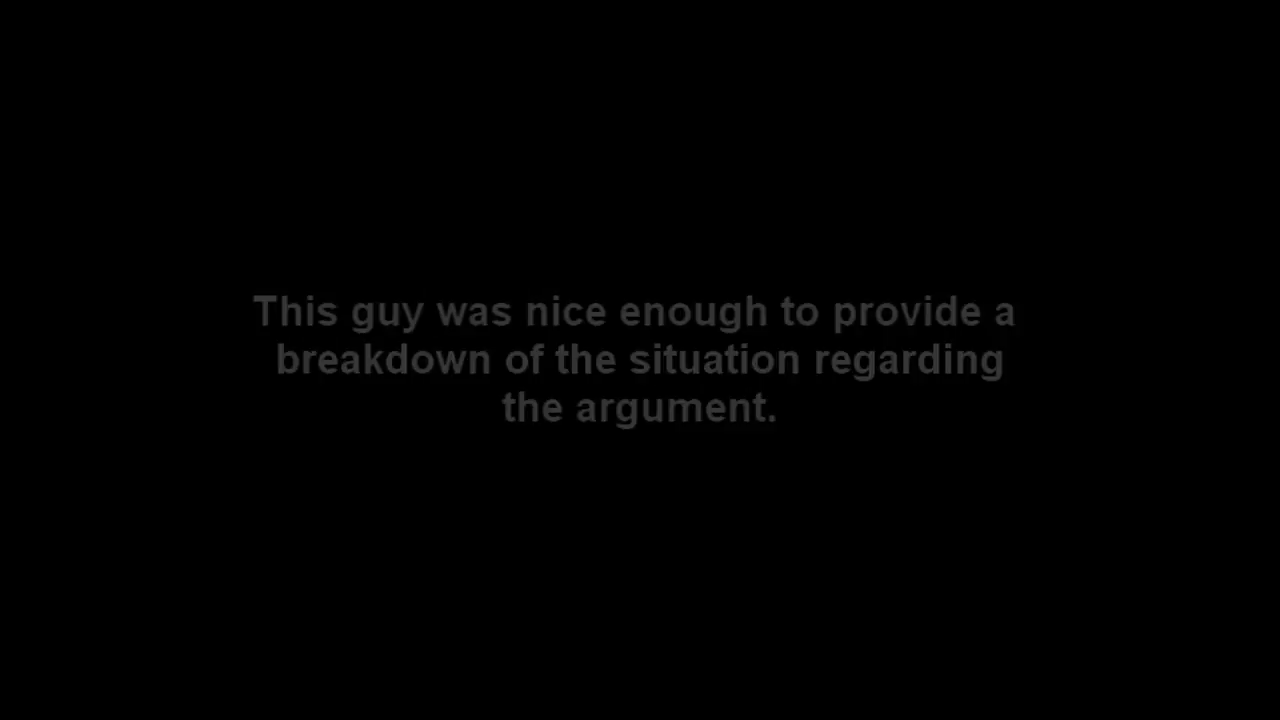 This guy was nice enough to provide a
breakdown of the situation regarding
the argument.